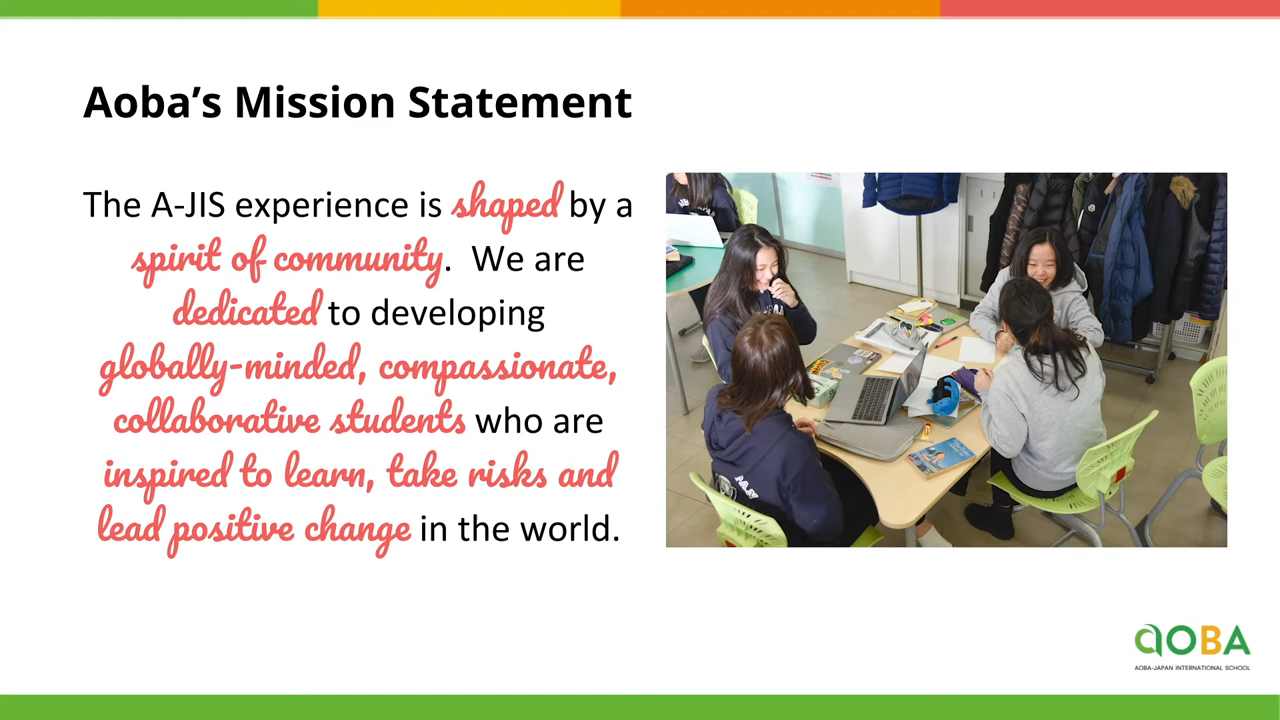 Aoba’s Mission Statement
The A-JIS experience is shaped by a
spirit of community.  We are
dedicated to developing
globally-minded, compassionate,
collaborative students who are
inspired to learn, take risks and
lead positive change in the world.
AOBA
AOBA-JAPAN INTERNATIONAL SCHOOL